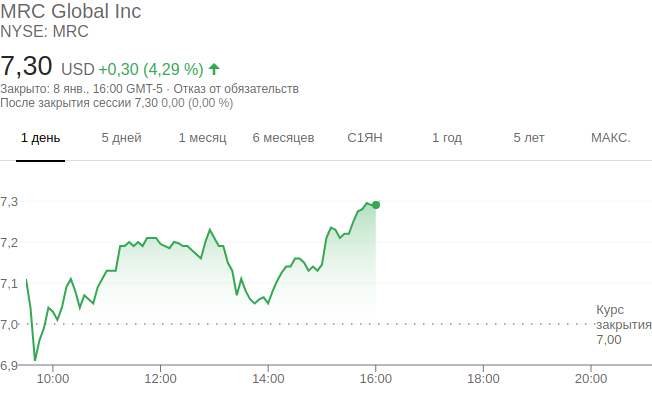 MRC Global Inc
NYSE: MRC
7,30 USD +0,30 (4,29 %)
Закрыто: 8 янв., 16:00 GMT-5 · Отказ от обязательств
После закрытия сессии 7,30 0,00 (0,00 %)
1 день 5 дней 1 месяц 6 месяцев С1ЯН 1 год 5 лет МАКС.
7,3
7,2
7,1
7,0
6,9
Курс
закрытия
7,00
10:00 12:00 14:00 16:00 18:00 20:00